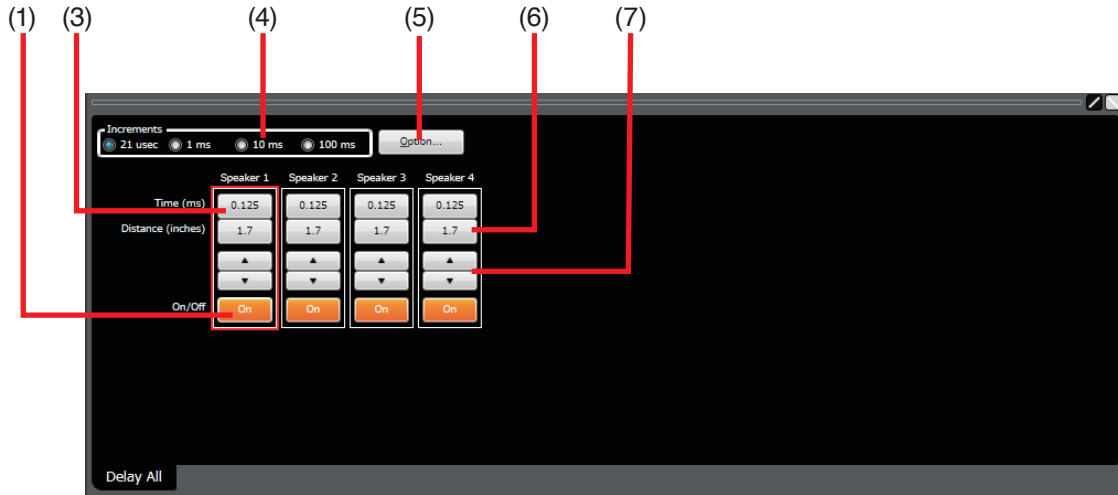 (1) (3) (4) (5) (6) (7)
Increments
21 usec 1 ms 10 ms 100 ms Option...
Speaker 1 Speaker 2 Speaker 3 Speaker 4
Time (ms) 0.125 0.125 0.125 0.125
Distance (inches) 1.7 1.7 1.7 1.7
On/Off On On On On
Delay All